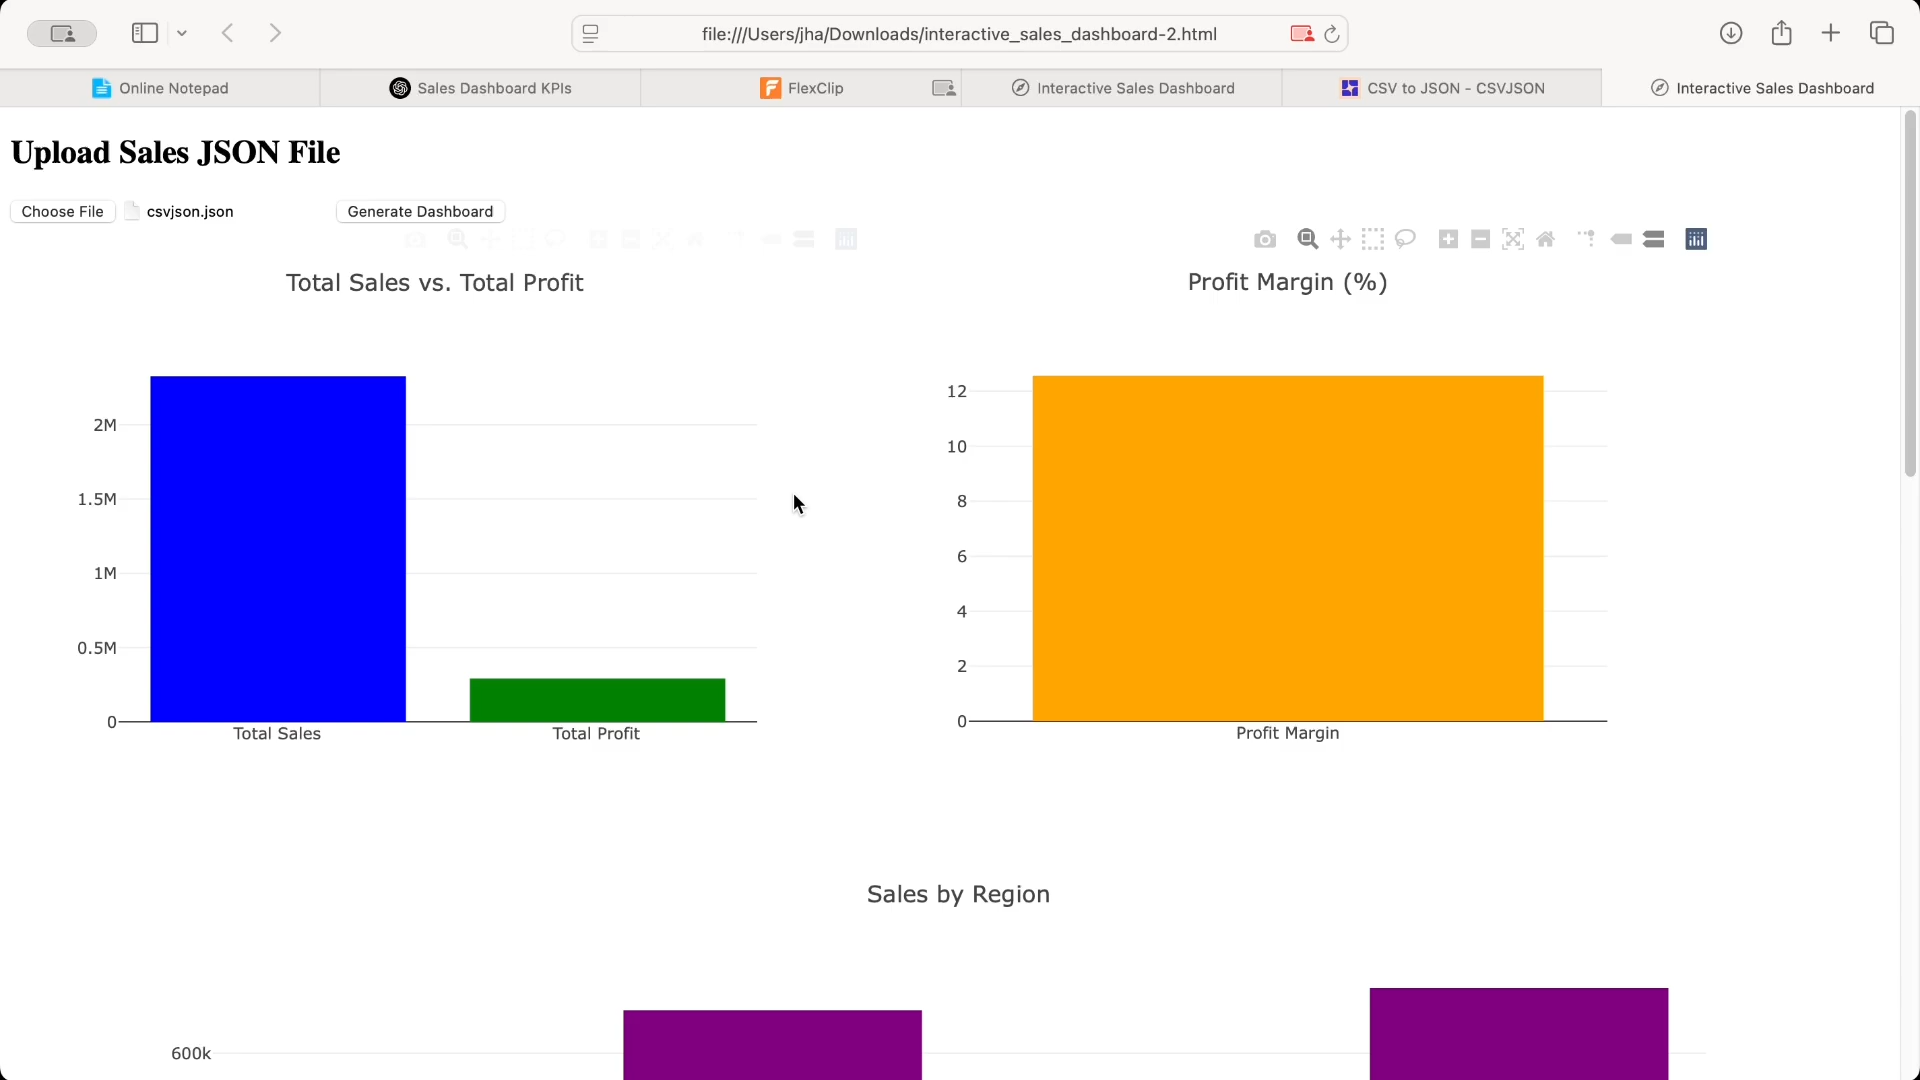 file:///Users/jha/Downloads/interactive_sales_dashboard-2.html
Online Notepad
Sales Dashboard KPIs
FlexClip
Interactive Sales Dashboard
CSV to JSON - CSVJSON
Interactive Sales Dashboard
Upload Sales JSON File
Choose File csvjson.json Generate Dashboard
Total Sales vs. Total Profit
2M
1.5M
1M
0.5M
0
Total Sales Total Profit
Profit Margin (%)
12
10
8
6
4
2
0
Profit Margin
Sales by Region
600k